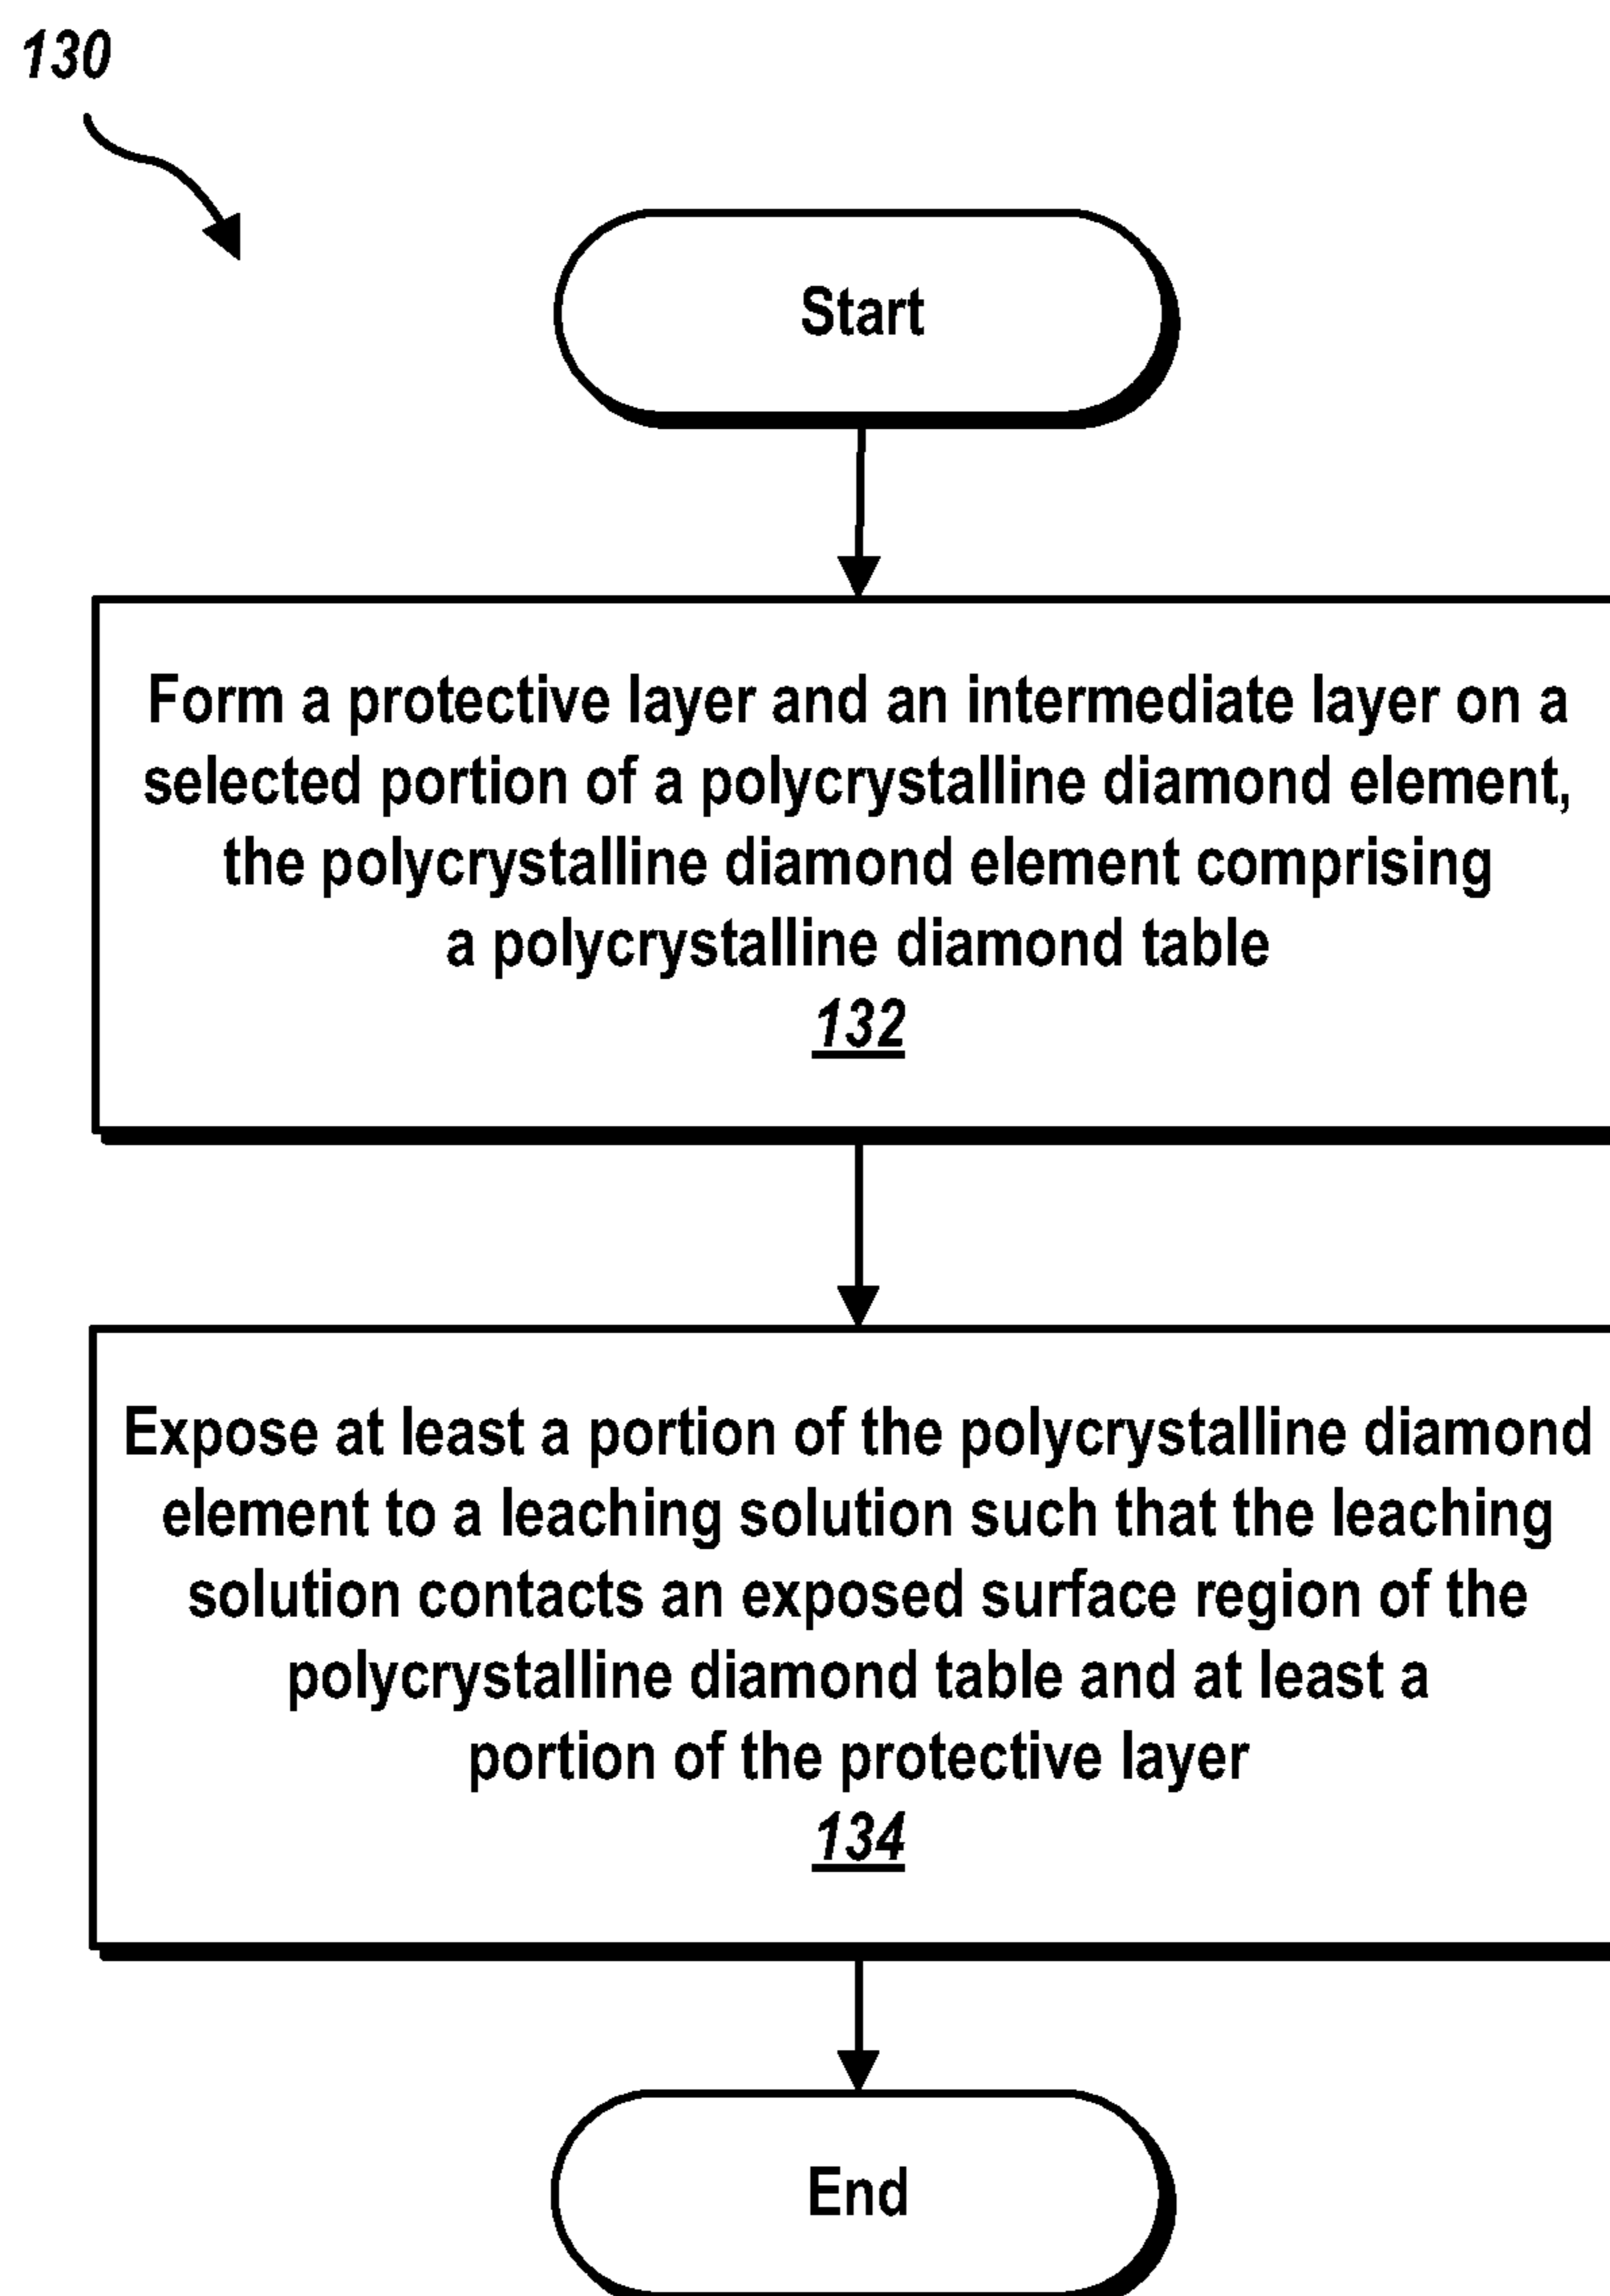 130
Start
Form a protective layer and an intermediate layer on a
selected portion of a polycrystalline diamond element,
the polycrystalline diamond element comprising
a polycrystalline diamond table
132
Expose at least a portion of the polycrystalline diamond
element to a leaching solution such that the leaching
solution contacts an exposed surface region of the
polycrystalline diamond table and at least a
portion of the protective layer
134
End